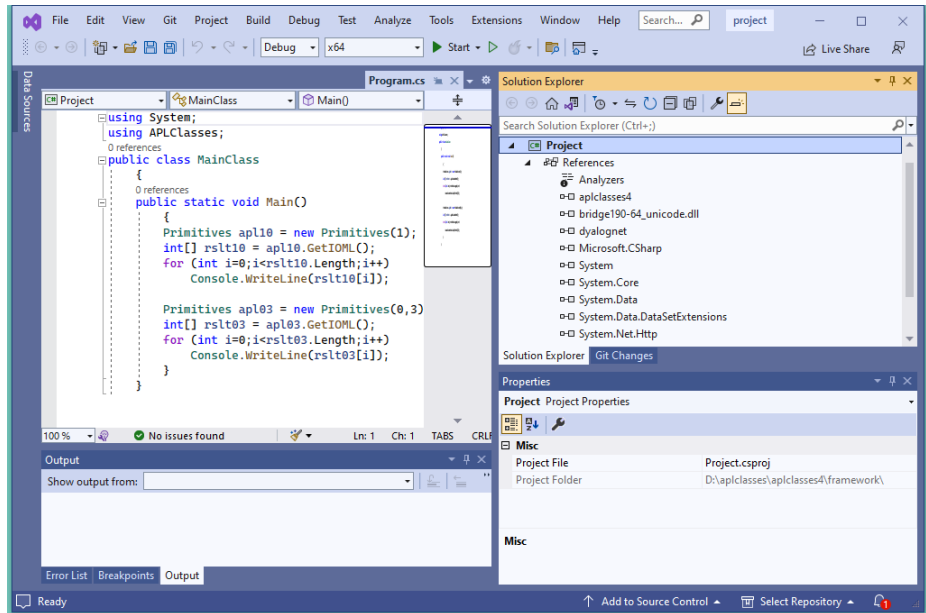 File Edit View Git Project Build Debug Test Analyze Tools Extensions Window Help Search... project
Debug x64 Start Live Share
Data Sources
Program.cs
Project MainClass Main()
using System;
using APLClasses;
0 references
public class MainClass
{
0 references
public static void Main()
{
Primitives apl10 = new Primitives(1);
int[] rslt10 = apl10.GetIOML();
for (int i=0;i<rslt10.Length;i++)
Console.WriteLine(rslt10[i]);
Primitives apl03 = new Primitives(0,3)
int[] rslt03 = apl03.GetIOML();
for (int i=0;i<rslt03.Length;i++)
Console.WriteLine(rslt03[i]);
}
}
100 % No issues found Ln: 1 Ch: 1 TABS CRLF
Output
Show output from:
Error List Breakpoints Output
Solution Explorer
Search Solution Explorer (Ctrl+;)
Project
References
Analyzers
aplclasses4
bridge190-64_unicode.dll
dyalognet
Microsoft.CSharp
System
System.Core
System.Data
System.Data.DataSetExtensions
System.Net.Http
Solution Explorer Git Changes
Properties
Project Project Properties
Misc
Project File Project.csproj
Project Folder D:\aplclasses\aplclasses4\framework\
Misc
Ready Add to Source Control Select Repository 1